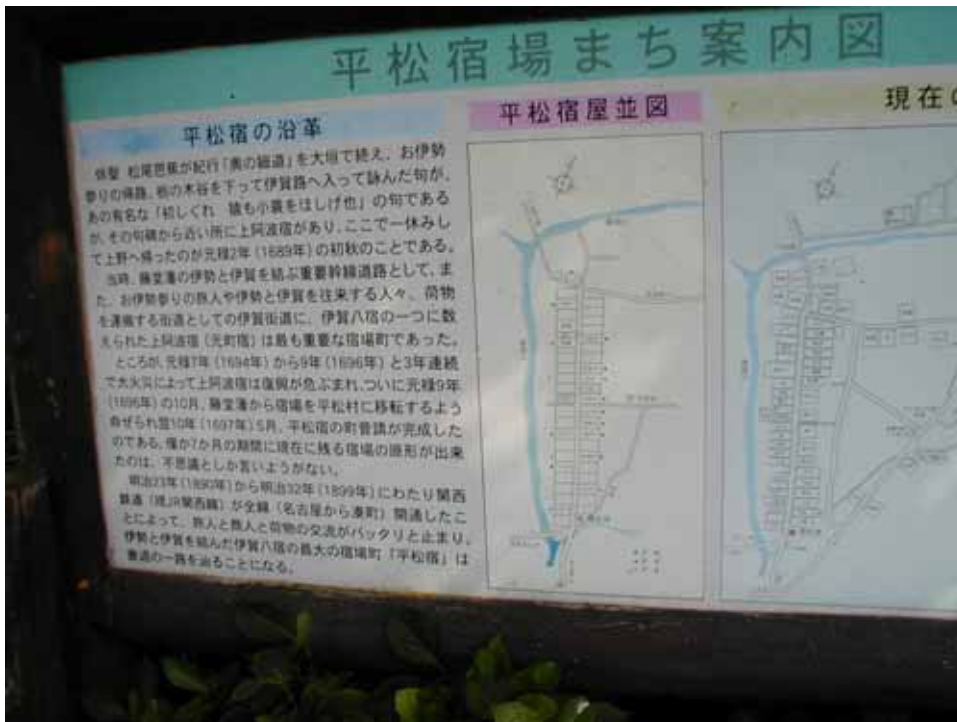 平松宿場まち案内図
平松宿の沿革
俳聖 松尾芭蕉が紀行「奥の細道」を大垣で終え、お伊勢
参りの帰路、栃の木谷を下って伊賀路へ入って詠んだ句が、
あの有名な「初しぐれ 猿も小蓑をほしげ也」の句である
が、その句碑から近い所に上阿波宿があり、ここで一休みし
て上野へ帰ったのが元禄2年(1689年)の初秋のことである。
当時、藤堂藩の伊勢と伊賀を結ぶ重要幹線道路として、ま
た、お伊勢参りの旅人や伊勢と伊賀を往来する人々、荷物
を運搬する街道としての伊賀街道に、伊賀八宿の一つに数
えられた上阿波宿(元町宿)は最も重要な宿場町であった。
ところが、元禄7年(1694年)から9年(1696年)と3年連続
で大火災によって上阿波宿は復興が危ぶまれ、ついに元禄9年
(1696年)の10月、藤堂藩から宿場を平松村に移転するよう
命ぜられ翌10年(1697年)5月、平松宿の町普請が完成した
のである。僅か7か月の期間に現在に残る宿場の原形が出来
たのは、不思議としか言いようがない。
明治23年(1890年)から明治32年(1899年)にわたり関西
鉄道(現JR関西線)が全線(名古屋から湊町)開通したこ
とによって、旅人と旅人と荷物の交流がバッタリと止まり、
伊勢と伊賀を結んだ伊賀八宿の最大の宿場町「平松宿」は
衰退の一路を辿ることになる。
平松宿屋並図
現在の